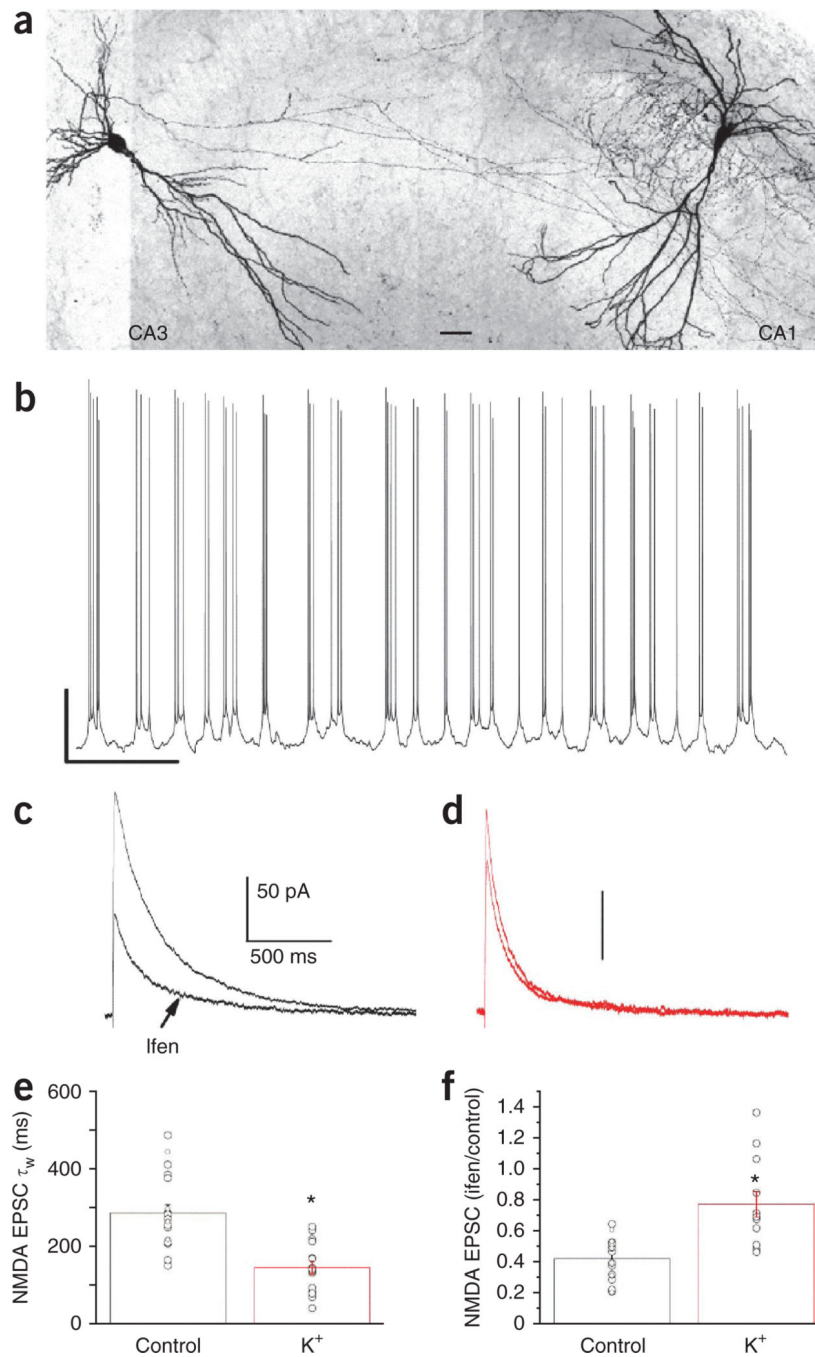 a
CA3
CA1
b
c
50 pA
500 ms
Ifen
d
e
NMDA EPSC τw (ms)
600
400
200
0
*
Control
K+
f
NMDA EPSC (ifen/control)
1.4
1.2
1.0
0.8
0.6
0.4
0.2
0
*
Control
K+